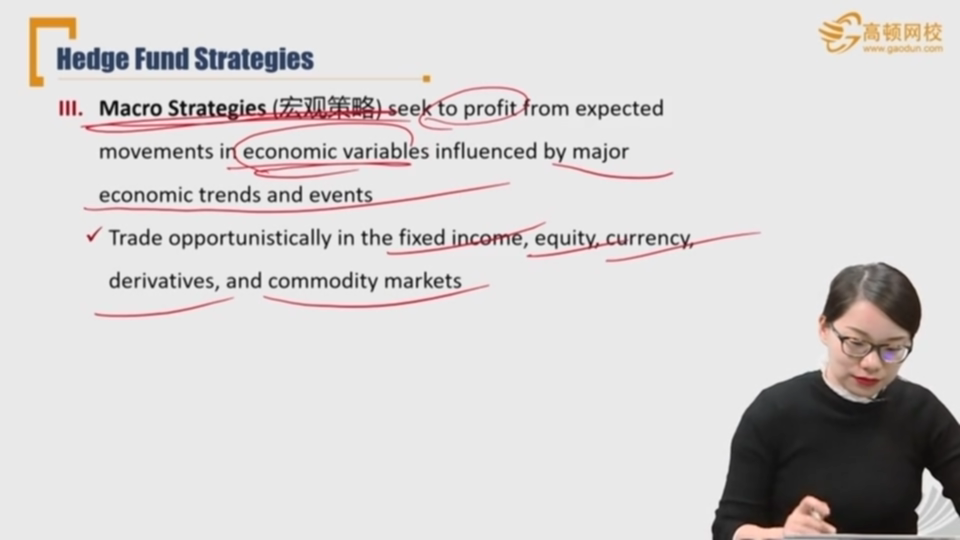 Hedge Fund Strategies
高顿网校
www.gaodun.com
III. Macro Strategies (宏观策略) seek to profit from expected
movements in economic variables influenced by major
economic trends and events
✓ Trade opportunistically in the fixed income, equity, currency,
derivatives, and commodity markets